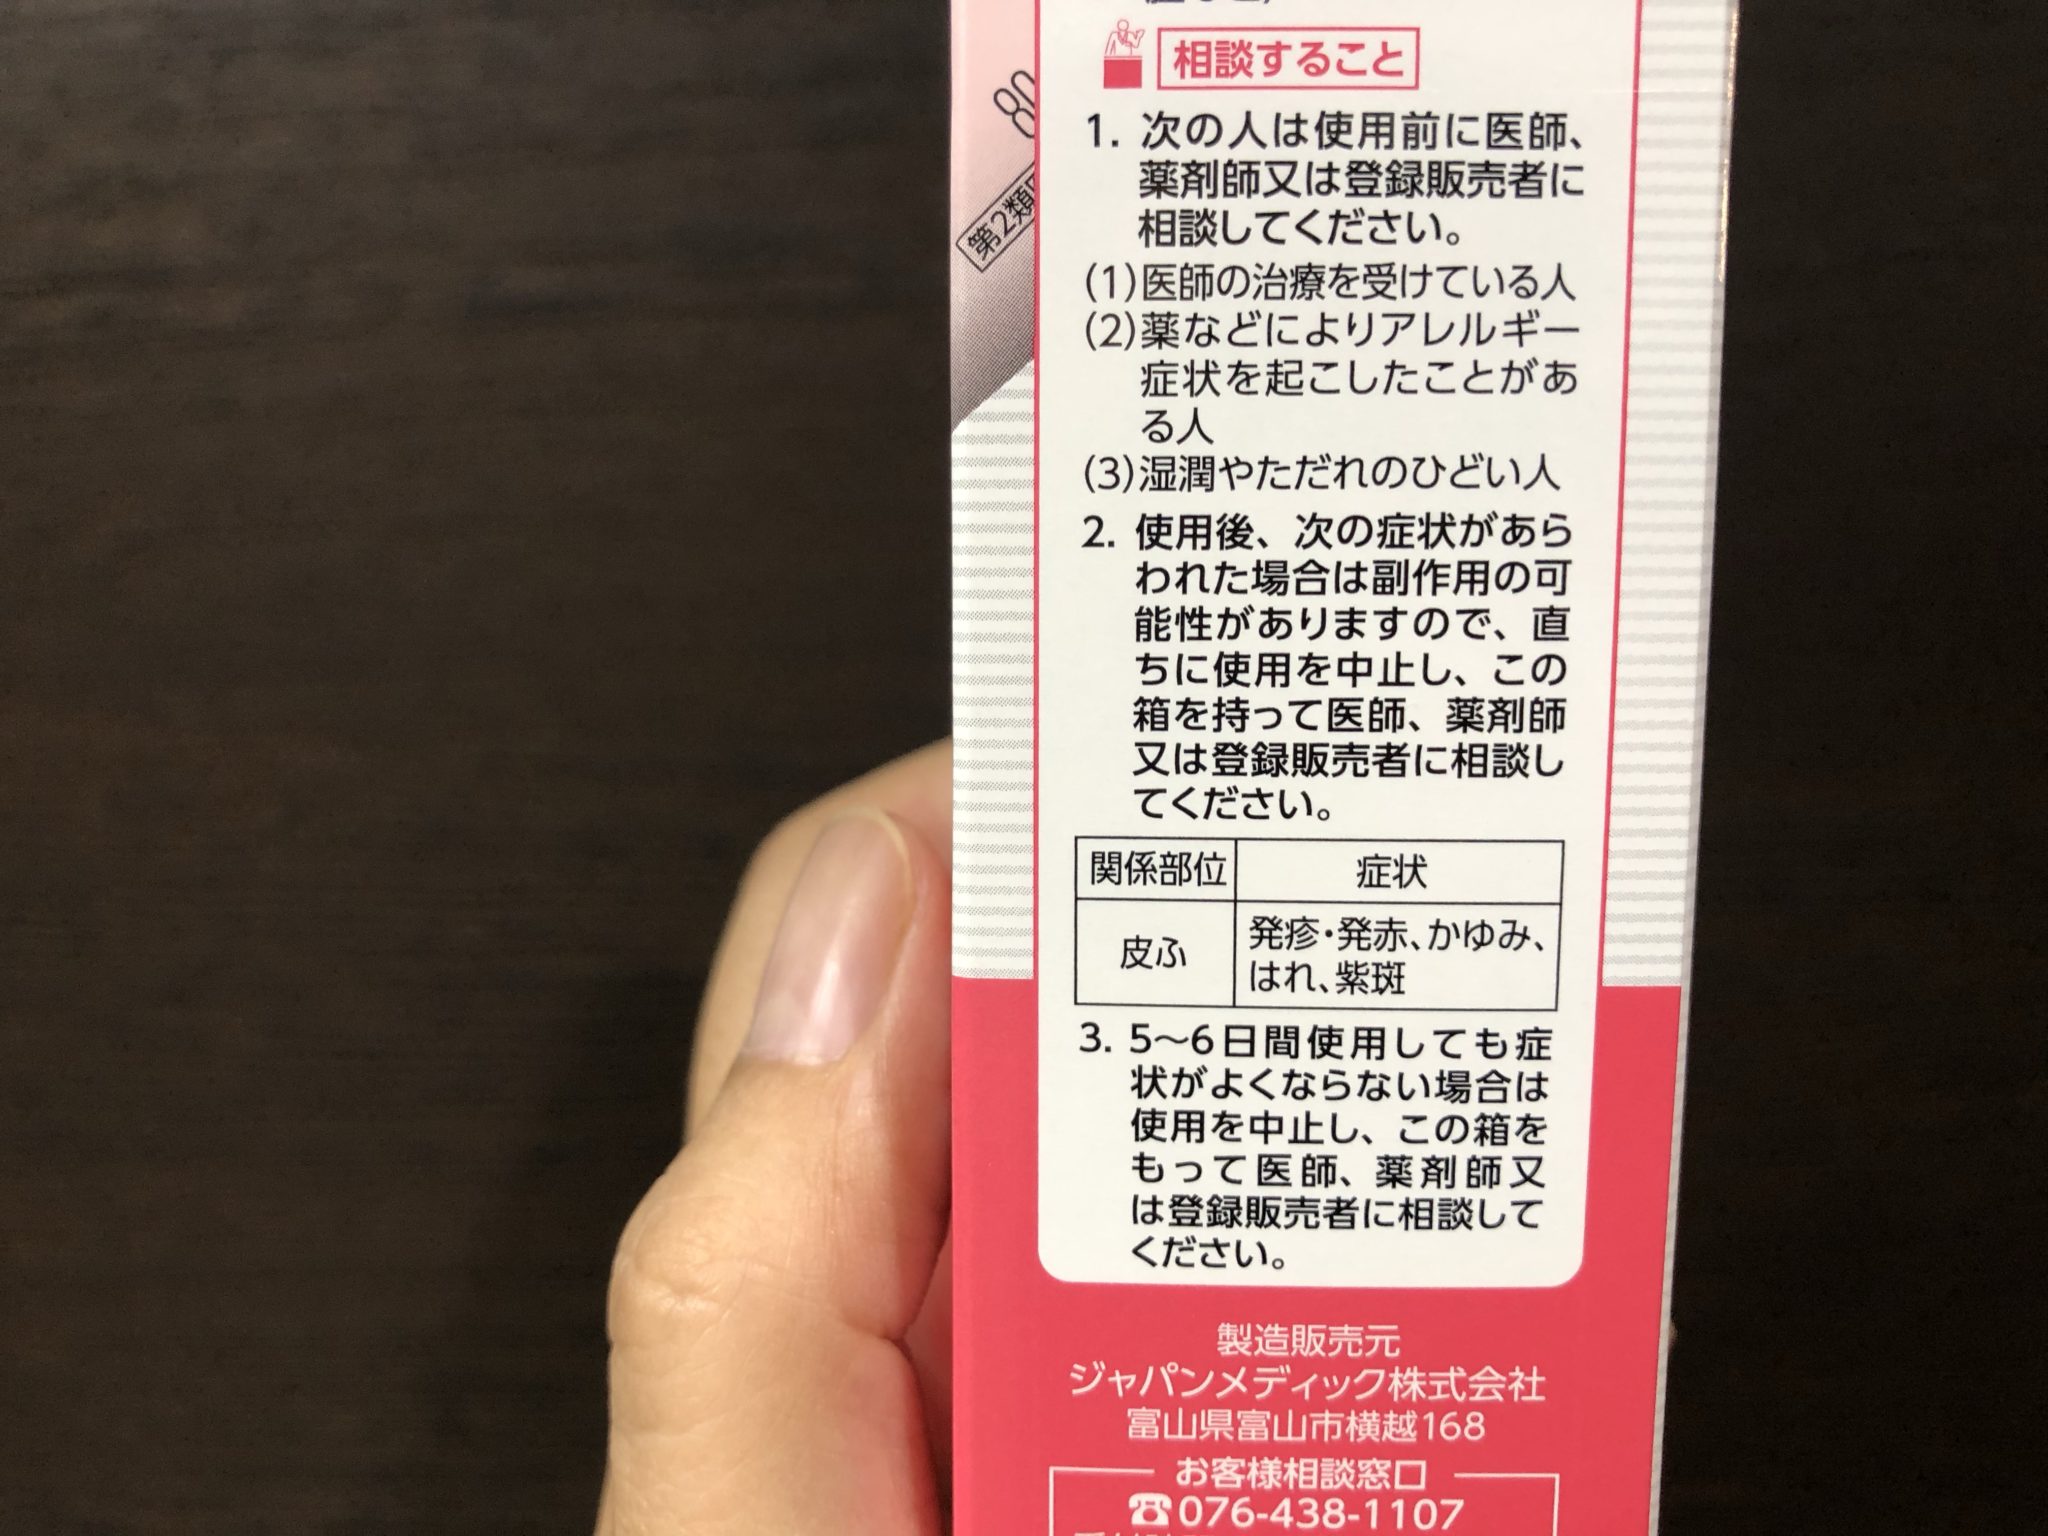 相談すること
1. 次の人は使用前に医師、
薬剤師又は登録販売者に
相談してください。
(1)医師の治療を受けている人
(2)薬などによりアレルギー
症状を起こしたことがあ
る人
(3)湿潤やただれのひどい人
2. 使用後、次の症状があら
われた場合は副作用の可
能性がありますので、直
ちに使用を中止し、この
箱を持って医師、薬剤師
又は登録販売者に相談し
てください。
関係部位 症状
皮ふ 発疹・発赤、かゆみ、
はれ、紫斑
3. 5〜6日間使用しても症
状がよくならない場合は
使用を中止し、この箱を
もって医師、薬剤師又
は登録販売者に相談して
ください。
製造販売元
ジャパンメディック株式会社
富山県富山市横越168
お客様相談窓口
☎076-438-1107
80
第2類